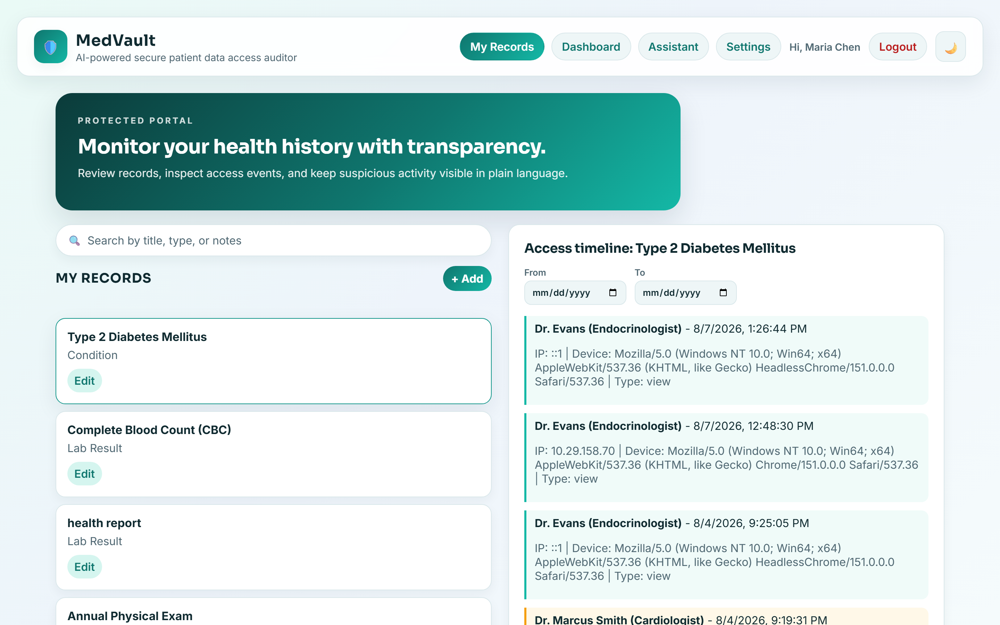 MedVault
AI-powered secure patient data access auditor
My Records
Dashboard
Assistant
Settings
Hi, Maria Chen
Logout
PROTECTED PORTAL
Monitor your health history with transparency.
Review records, inspect access events, and keep suspicious activity visible in plain language.
Search by title, type, or notes
MY RECORDS
+ Add
Type 2 Diabetes Mellitus
Condition
Edit
Complete Blood Count (CBC)
Lab Result
Edit
health report
Lab Result
Edit
Annual Physical Exam
Access timeline: Type 2 Diabetes Mellitus
From
To
mm/dd/yyyy
mm/dd/yyyy
Dr. Evans (Endocrinologist) - 8/7/2026, 1:26:44 PM
IP: ::1 | Device: Mozilla/5.0 (Windows NT 10.0; Win64; x64)
AppleWebKit/537.36 (KHTML, like Gecko) HeadlessChrome/151.0.0.0
Safari/537.36 | Type: view
Dr. Evans (Endocrinologist) - 8/7/2026, 12:48:30 PM
IP: 10.29.158.70 | Device: Mozilla/5.0 (Windows NT 10.0; Win64; x64)
AppleWebKit/537.36 (KHTML, like Gecko) Chrome/151.0.0.0 Safari/537.36
| Type: view
Dr. Evans (Endocrinologist) - 8/4/2026, 9:25:05 PM
IP: ::1 | Device: Mozilla/5.0 (Windows NT 10.0; Win64; x64)
AppleWebKit/537.36 (KHTML, like Gecko) HeadlessChrome/151.0.0.0
Safari/537.36 | Type: view
Dr. Marcus Smith (Cardiologist) - 8/4/2026, 9:19:31 PM